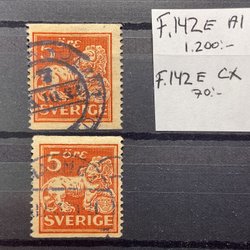 F.142E A1
1.200:-
F.142E CX
70:-
5 ÖRE
SVERIGE
5 ÖRE
SVERIGE